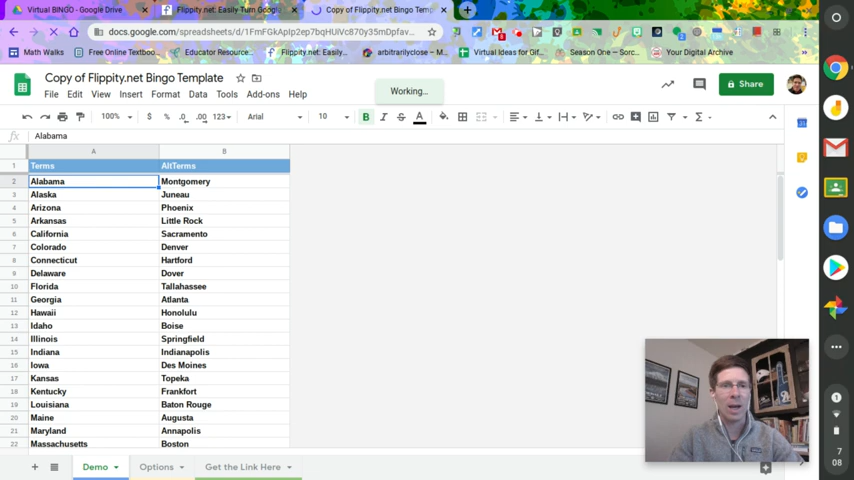 Virtual BINGO - Google Drive
Flippity.net: Easily Turn Google
Copy of Flippity.net Bingo Temp
Math Walks
Free Online Textboo...
Educator Resource...
Flippity.net: Easily...
arbitrarilyclose – M...
Virtual Ideas for Gif...
Season One – Sorc...
Your Digital Archive
Copy of Flippity.net Bingo Template
Share
File Edit View Insert Format Data Tools Add-ons Help
Working...
100% $ % .0 .00 123 Arial 10 B I S A
fx Alabama
A B
1 Terms AltTerms
2 Alabama Montgomery
3 Alaska Juneau
4 Arizona Phoenix
5 Arkansas Little Rock
6 California Sacramento
7 Colorado Denver
8 Connecticut Hartford
9 Delaware Dover
10 Florida Tallahassee
11 Georgia Atlanta
12 Hawaii Honolulu
13 Idaho Boise
14 Illinois Springfield
15 Indiana Indianapolis
16 Iowa Des Moines
17 Kansas Topeka
18 Kentucky Frankfort
19 Louisiana Baton Rouge
20 Maine Augusta
21 Maryland Annapolis
22 Massachusetts Boston
Demo Options Get the Link Here
1
7
08